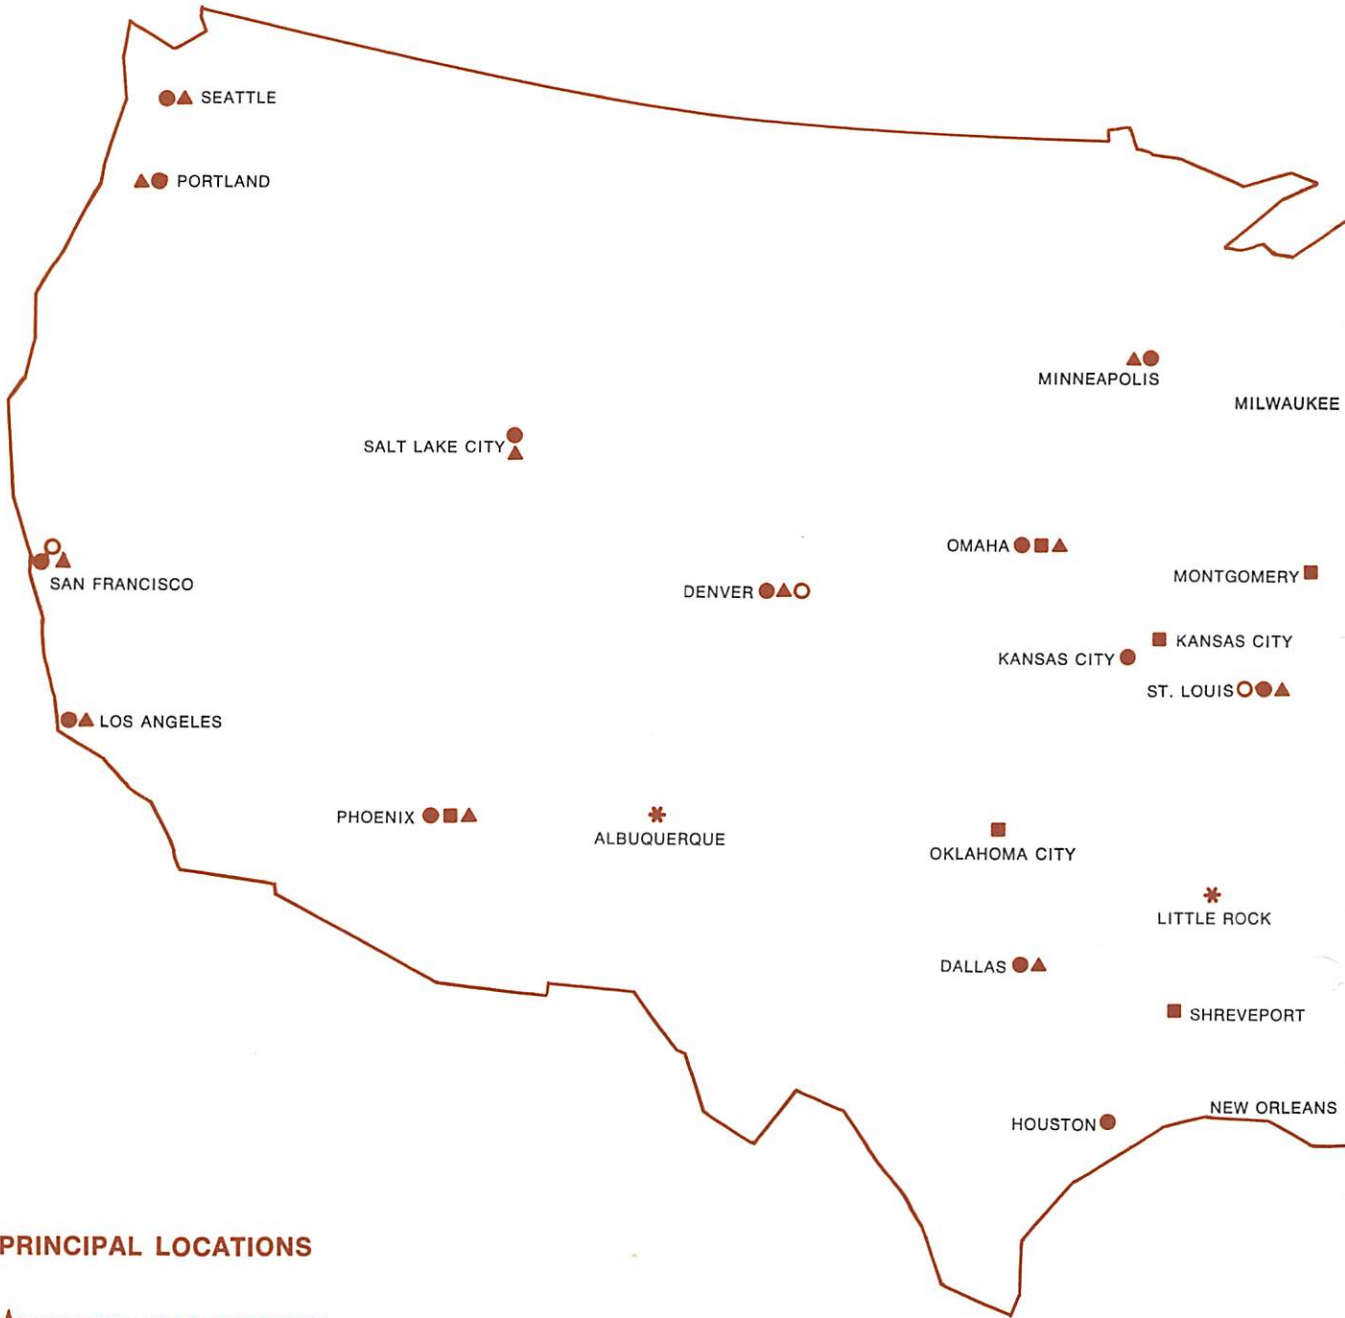 SEATTLE
PORTLAND
MINNEAPOLIS
MILWAUKEE
SALT LAKE CITY
OMAHA
SAN FRANCISCO
MONTGOMERY
DENVER
KANSAS CITY
KANSAS CITY
ST. LOUIS
LOS ANGELES
PHOENIX
ALBUQUERQUE
OKLAHOMA CITY
LITTLE ROCK
DALLAS
SHREVEPORT
NEW ORLEANS
HOUSTON
PRINCIPAL LOCATIONS